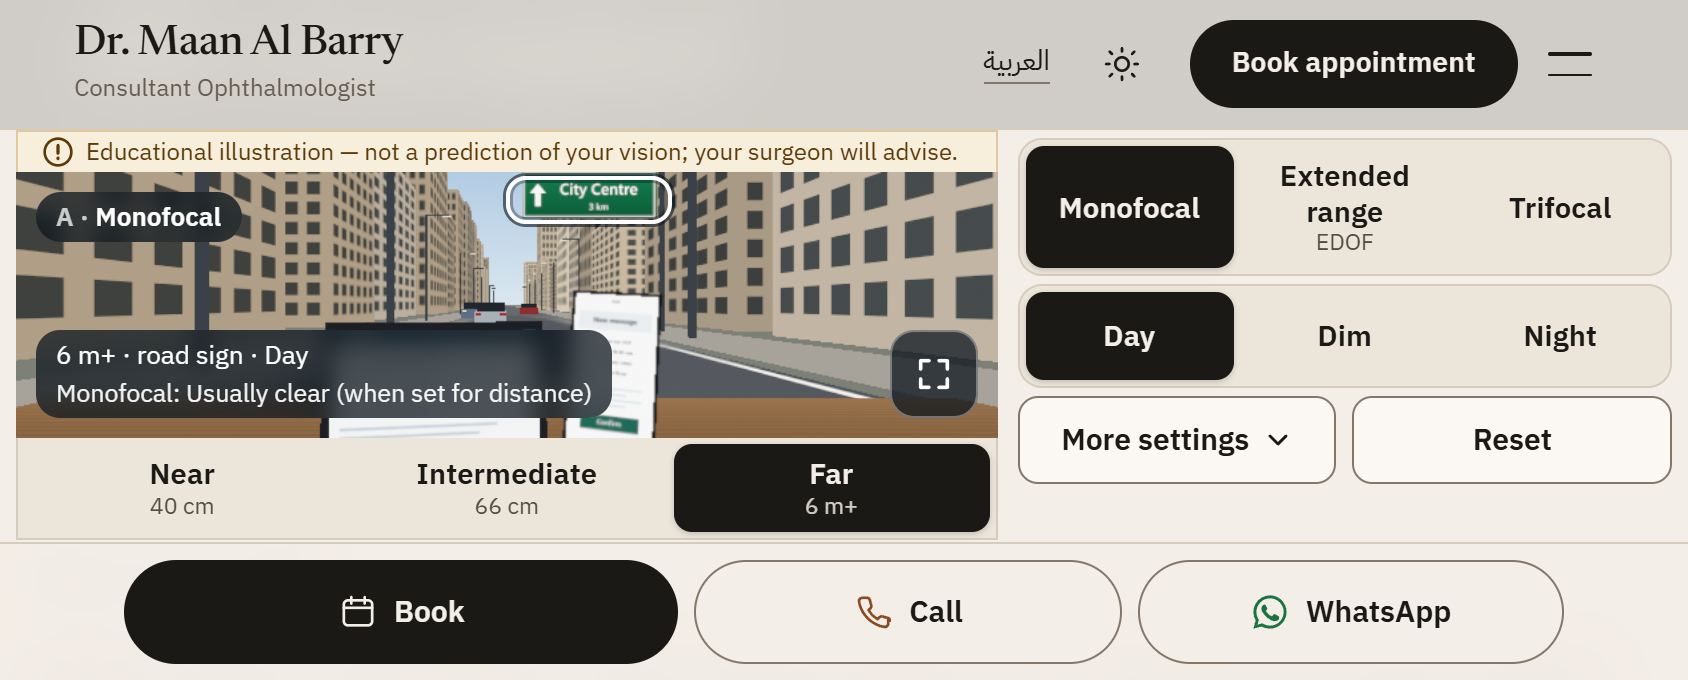 Dr. Maan Al Barry
Consultant Ophthalmologist
العربية
Book appointment
Educational illustration — not a prediction of your vision; your surgeon will advise.
A · Monofocal
City Centre
3 km
New message
6 m+ · road sign · Day
Monofocal: Usually clear (when set for distance)
Confirm
Near
40 cm
Intermediate
66 cm
Far
6 m+
Monofocal
Extended
range
EDOF
Trifocal
Day
Dim
Night
More settings
Reset
Book
Call
WhatsApp